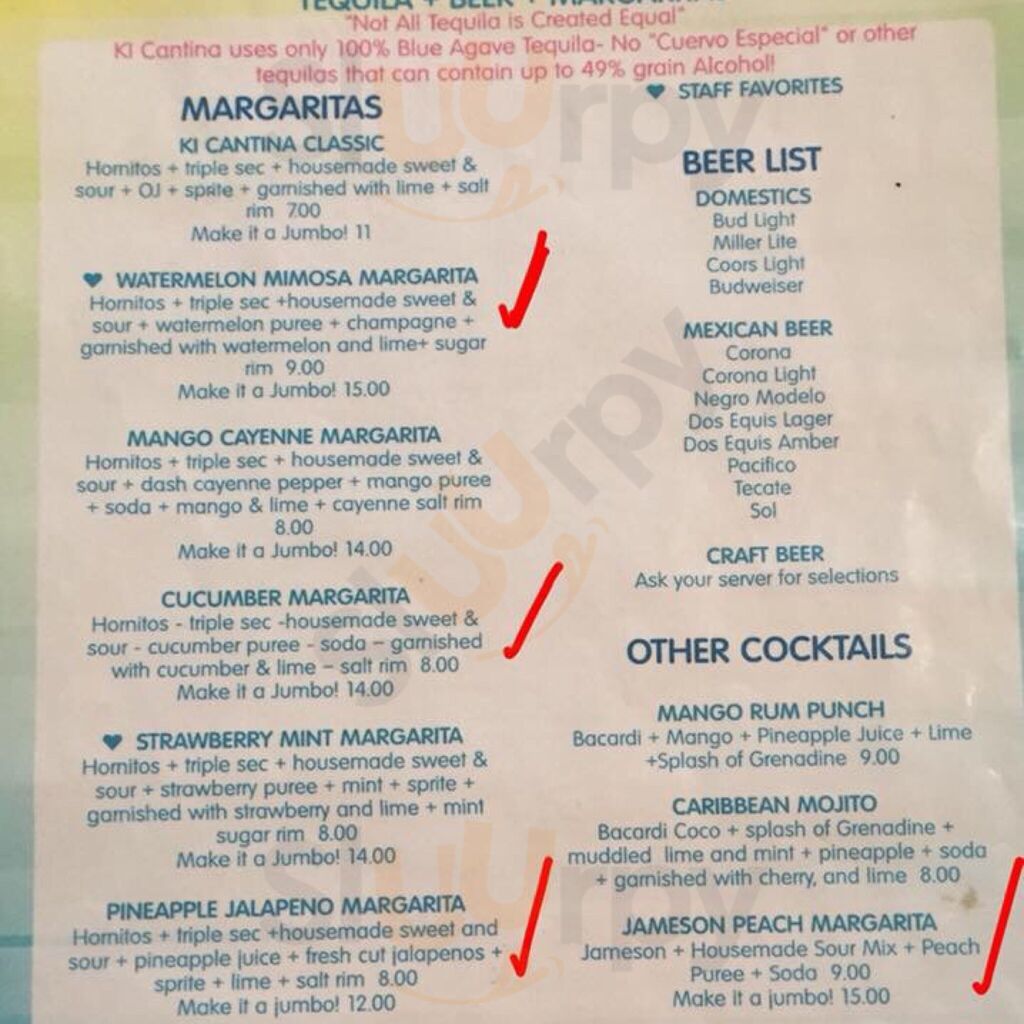 TEQUILA + BEER + MARGARITAS
"Not All Tequila is Created Equal"
KI Cantina uses only 100% Blue Agave Tequila- No "Cuervo Especial" or other
tequilas that can contain up to 49% grain Alcohol!
MARGARITAS
KI CANTINA CLASSIC
Hornitos + triple sec + housemade sweet &
sour + OJ + sprite + garnished with lime + salt
rim 7.00
Make it a Jumbo! 11
♥ WATERMELON MIMOSA MARGARITA
Hornitos + triple sec +housemade sweet &
sour + watermelon puree + champagne +
garnished with watermelon and lime+ sugar
rim 9.00
Make it a Jumbo! 15.00
MANGO CAYENNE MARGARITA
Hornitos + triple sec + housemade sweet &
sour + dash cayenne pepper + mango puree
+ soda + mango & lime + cayenne salt rim
8.00
Make it a Jumbo! 14.00
CUCUMBER MARGARITA
Hornitos - triple sec -housemade sweet &
sour - cucumber puree - soda – garnished
with cucumber & lime – salt rim 8.00
Make it a Jumbo! 14.00
♥ STRAWBERRY MINT MARGARITA
Hornitos + triple sec + housemade sweet &
sour + strawberry puree + mint + sprite +
garnished with strawberry and lime + mint
sugar rim 8.00
Make it a Jumbo! 14.00
PINEAPPLE JALAPENO MARGARITA
Hornitos + triple sec +housemade sweet and
sour + pineapple juice + fresh cut jalapenos +
sprite + lime + salt rim 8.00
Make it a jumbo! 12.00
♥ STAFF FAVORITES
BEER LIST
DOMESTICS
Bud Light
Miller Lite
Coors Light
Budweiser
MEXICAN BEER
Corona
Corona Light
Negro Modelo
Dos Equis Lager
Dos Equis Amber
Pacifico
Tecate
Sol
CRAFT BEER
Ask your server for selections
OTHER COCKTAILS
MANGO RUM PUNCH
Bacardi + Mango + Pineapple Juice + Lime
+Splash of Grenadine 9.00
CARIBBEAN MOJITO
Bacardi Coco + splash of Grenadine +
muddled lime and mint + pineapple + soda
+ garnished with cherry, and lime 8.00
JAMESON PEACH MARGARITA
Jameson + Housemade Sour Mix + Peach
Puree + Soda 9.00
Make it a jumbo! 15.00
Sluurpy
Sluurpy
Sluurpy